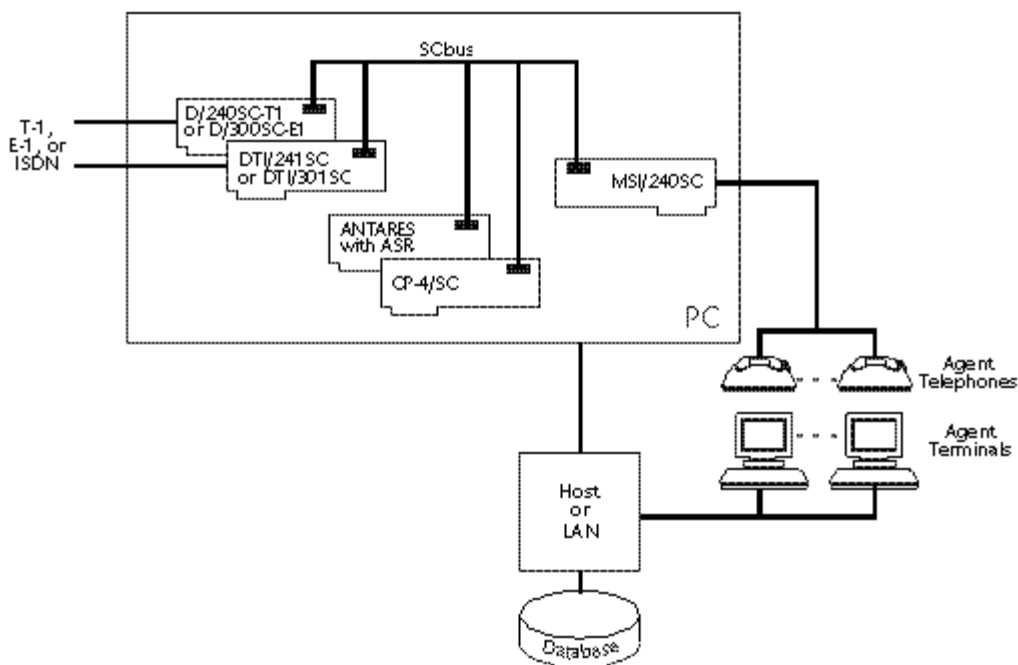 SCbus
D/240SC-T1
or D/300SC-E1
T-1,
E-1, or
ISDN
DTI/241SC
or DTI/301SC
MSI/240SC
ANTARES
with ASR
CP-4/SC
PC
Agent
Telephones
Agent
Terminals
Host
or
LAN
Database